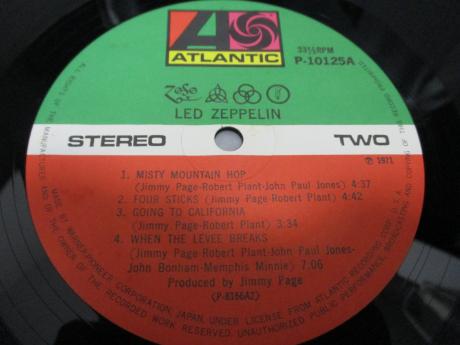 ATLANTIC
33⅓RPM
P-10125A
LED ZEPPELIN
STEREO
TWO
Ⓟ 1971
1. MISTY MOUNTAIN HOP
(Jimmy Page-Robert Plant-John Paul Jones) 4:37
2. FOUR STICKS (Jimmy Page-Robert Plant) 4:42
3. GOING TO CALIFORNIA
(Jimmy Page-Robert Plant) 3:34
4. WHEN THE LEVEE BREAKS
(Jimmy Page-Robert Plant-John Paul Jones-
John Bonham-Memphis Minnie) 7:06
Produced by Jimmy Page
(P-8166A2)
ALL RIGHTS OF THE MANUFACTURER AND OF THE OWNER OF THE RECORDED WORK RESERVED. UNAUTHORIZED PUBLIC PERFORMANCE, BROADCASTING AND
PROHIBITED.
MADE BY WARNER-PIONEER CORPORATION, JAPAN, UNDER LICENSE FROM ATLANTIC RECORDING CORP., U.S.A.